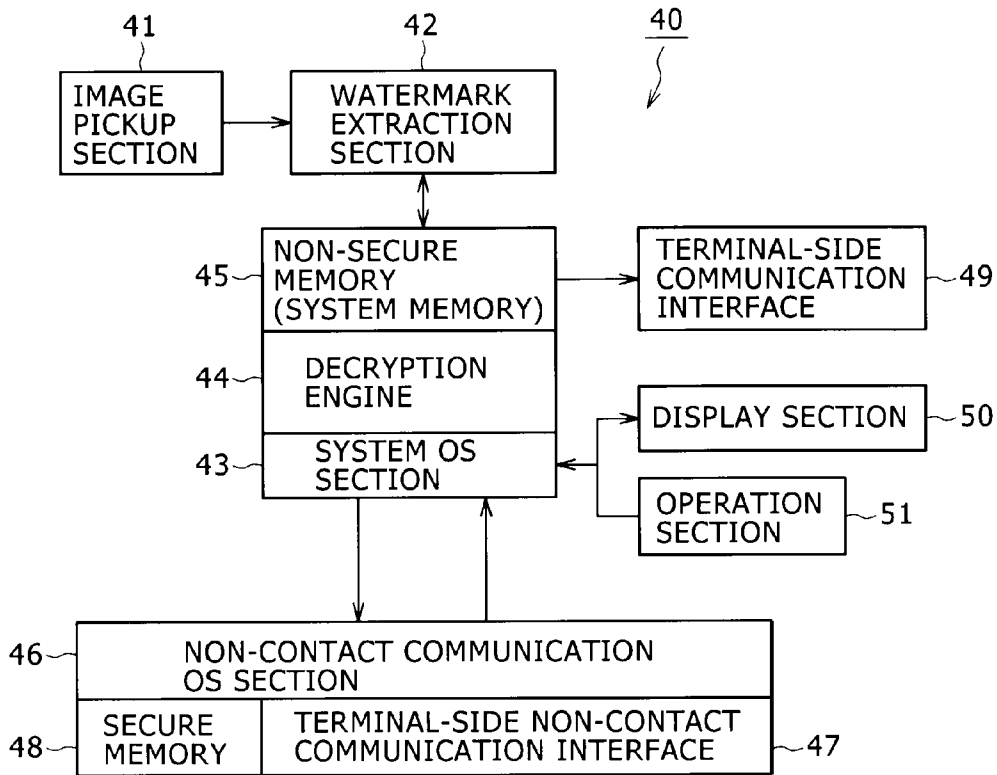 41
42
40
IMAGE
PICKUP
SECTION
WATERMARK
EXTRACTION
SECTION
45
NON-SECURE
MEMORY
(SYSTEM MEMORY)
TERMINAL-SIDE
COMMUNICATION
INTERFACE
49
44
DECRYPTION
ENGINE
DISPLAY SECTION
50
43
SYSTEM OS
SECTION
OPERATION
SECTION
51
46
NON-CONTACT COMMUNICATION
OS SECTION
48
SECURE
MEMORY
TERMINAL-SIDE NON-CONTACT
COMMUNICATION INTERFACE
47